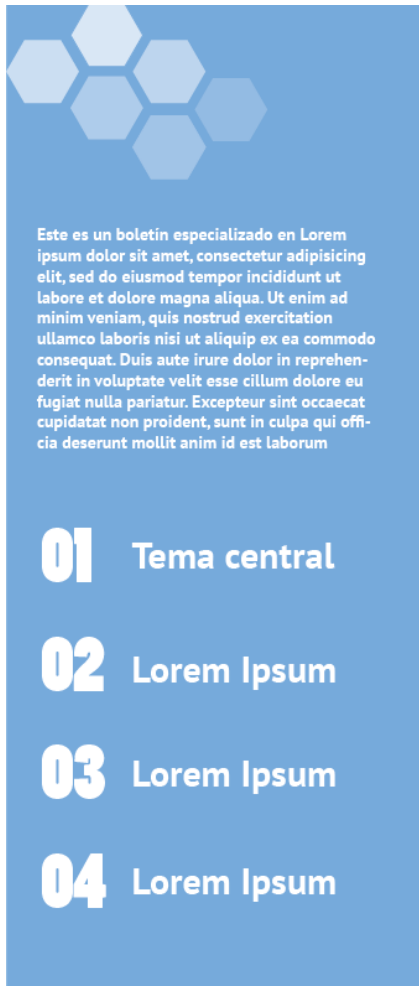 Este es un boletín especializado en Lorem
ipsum dolor sit amet, consectetur adipisicing
elit, sed do eiusmod tempor incididunt ut
labore et dolore magna aliqua. Ut enim ad
minim veniam, quis nostrud exercitation
ullamco laboris nisi ut aliquip ex ea commodo
consequat. Duis aute irure dolor in reprehen-
derit in voluptate velit esse cillum dolore eu
fugiat nulla pariatur. Excepteur sint occaecat
cupidatat non proident, sunt in culpa qui offi-
cia deserunt mollit anim id est laborum
01 Tema central
02 Lorem Ipsum
03 Lorem Ipsum
04 Lorem Ipsum